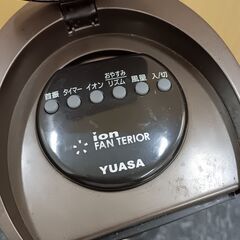 首振 タイマー イオン おやすみリズム 風量 入/切
ion
FAN TERIOR
YUASA